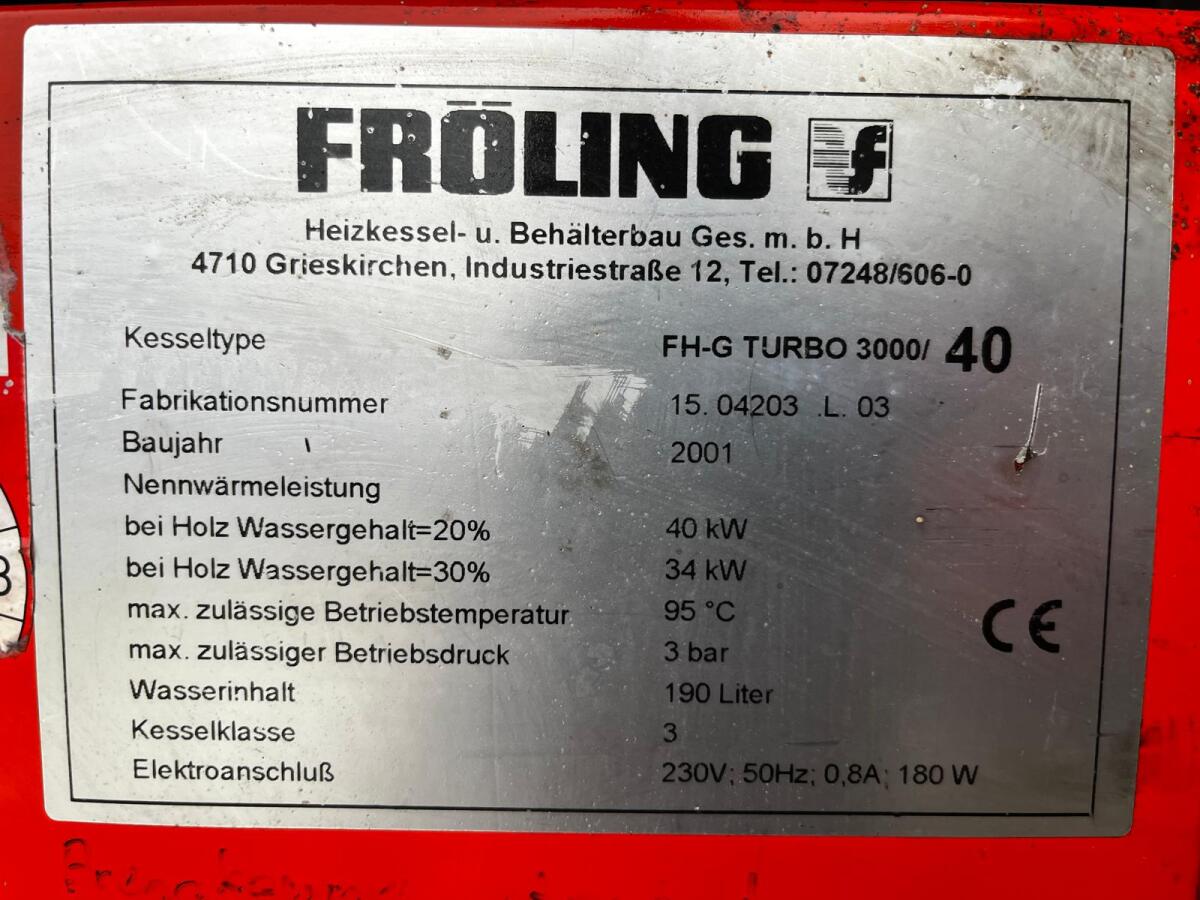 FRÖLING f
Heizkessel- u. Behälterbau Ges. m. b. H
4710 Grieskirchen, Industriestraße 12, Tel.: 07248/606-0
Kesseltype FH-G TURBO 3000/ 40
Fabrikationsnummer 15. 04203 .L. 03
Baujahr 2001
Nennwärmeleistung
bei Holz Wassergehalt=20% 40 kW
bei Holz Wassergehalt=30% 34 kW
max. zulässige Betriebstemperatur 95 °C
max. zulässiger Betriebsdruck 3 bar
Wasserinhalt 190 Liter
Kesselklasse 3
Elektroanschluß 230V; 50Hz; 0,8A; 180 W
CE